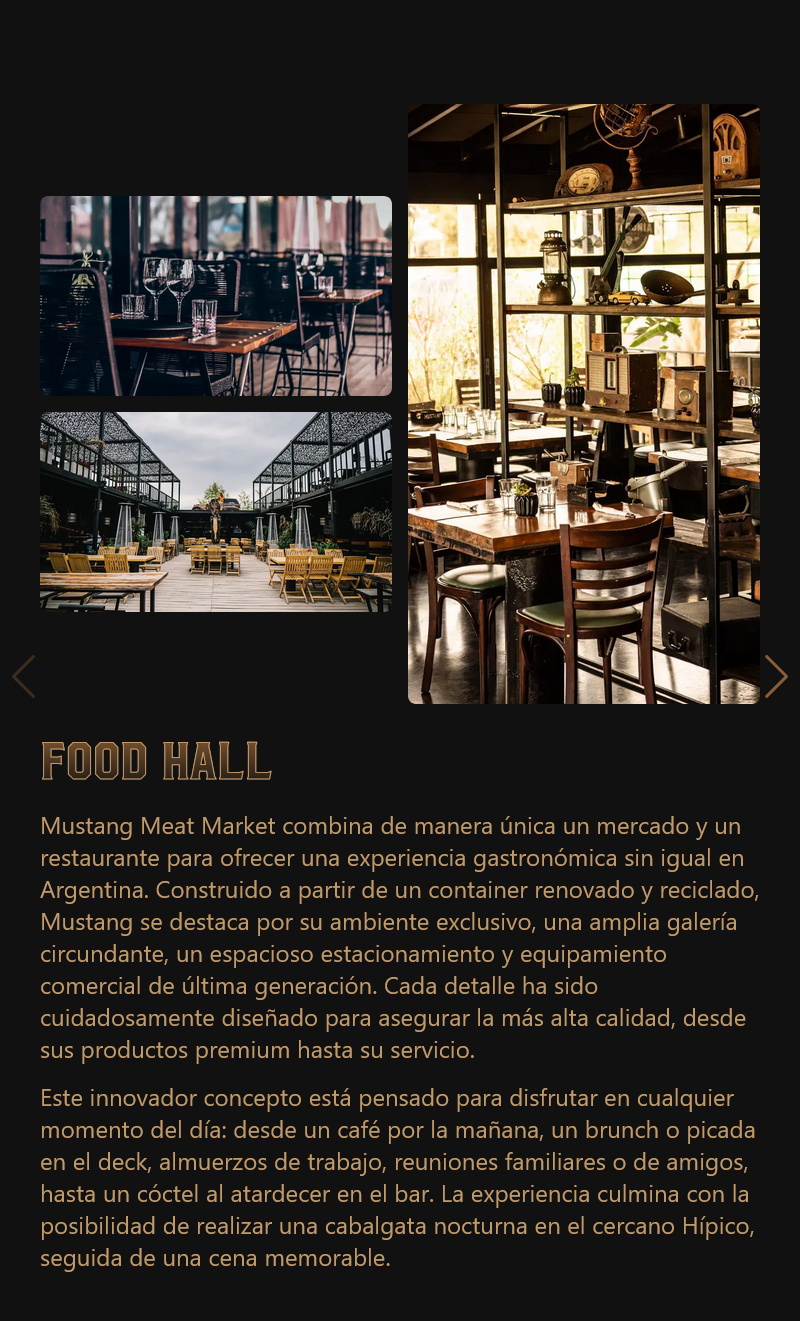 FOOD HALL
Mustang Meat Market combina de manera única un mercado y un
restaurante para ofrecer una experiencia gastronómica sin igual en
Argentina. Construido a partir de un container renovado y reciclado,
Mustang se destaca por su ambiente exclusivo, una amplia galería
circundante, un espacioso estacionamiento y equipamiento
comercial de última generación. Cada detalle ha sido
cuidadosamente diseñado para asegurar la más alta calidad, desde
sus productos premium hasta su servicio.
Este innovador concepto está pensado para disfrutar en cualquier
momento del día: desde un café por la mañana, un brunch o picada
en el deck, almuerzos de trabajo, reuniones familiares o de amigos,
hasta un cóctel al atardecer en el bar. La experiencia culmina con la
posibilidad de realizar una cabalgata nocturna en el cercano Hípico,
seguida de una cena memorable.